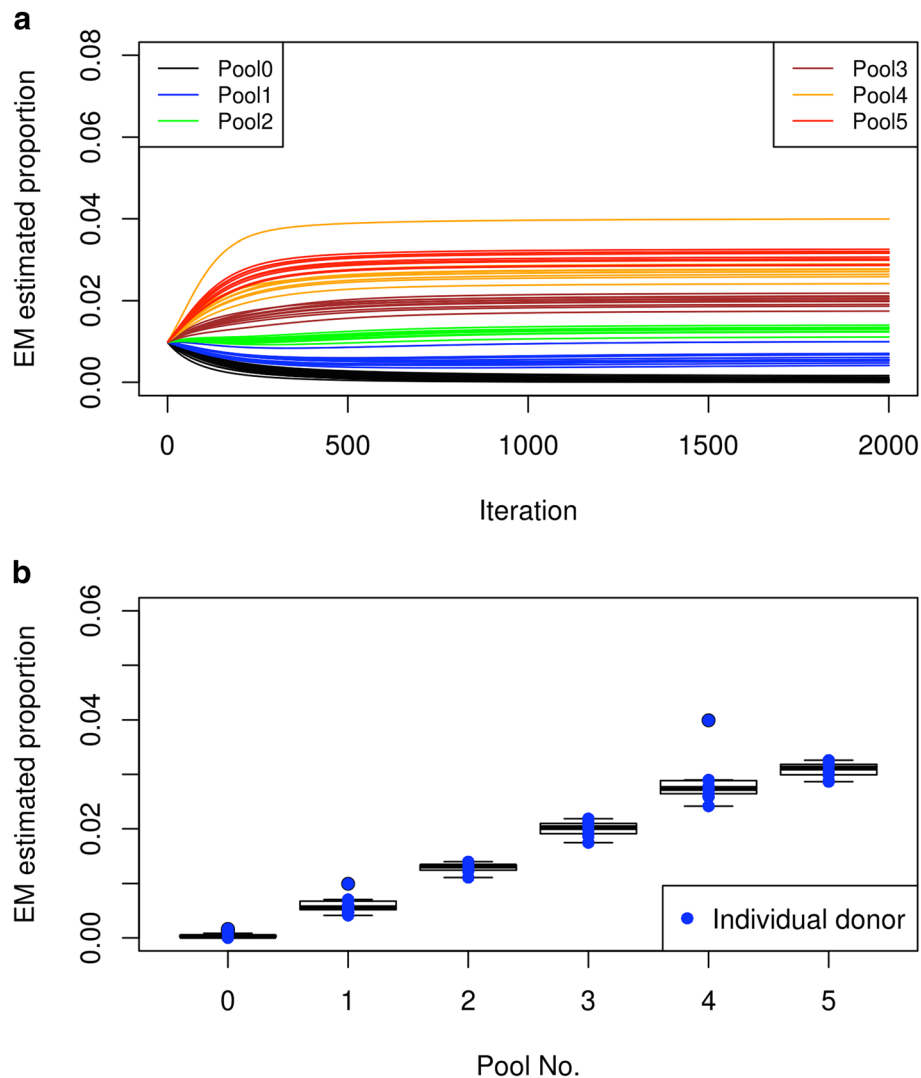 a
EM estimated proportion
0.00 0.02 0.04 0.06 0.08
Pool0
Pool1
Pool2
Pool3
Pool4
Pool5
0 500 1000 1500 2000
Iteration
b
EM estimated proportion
0.00 0.02 0.04 0.06
Individual donor
0 1 2 3 4 5
Pool No.